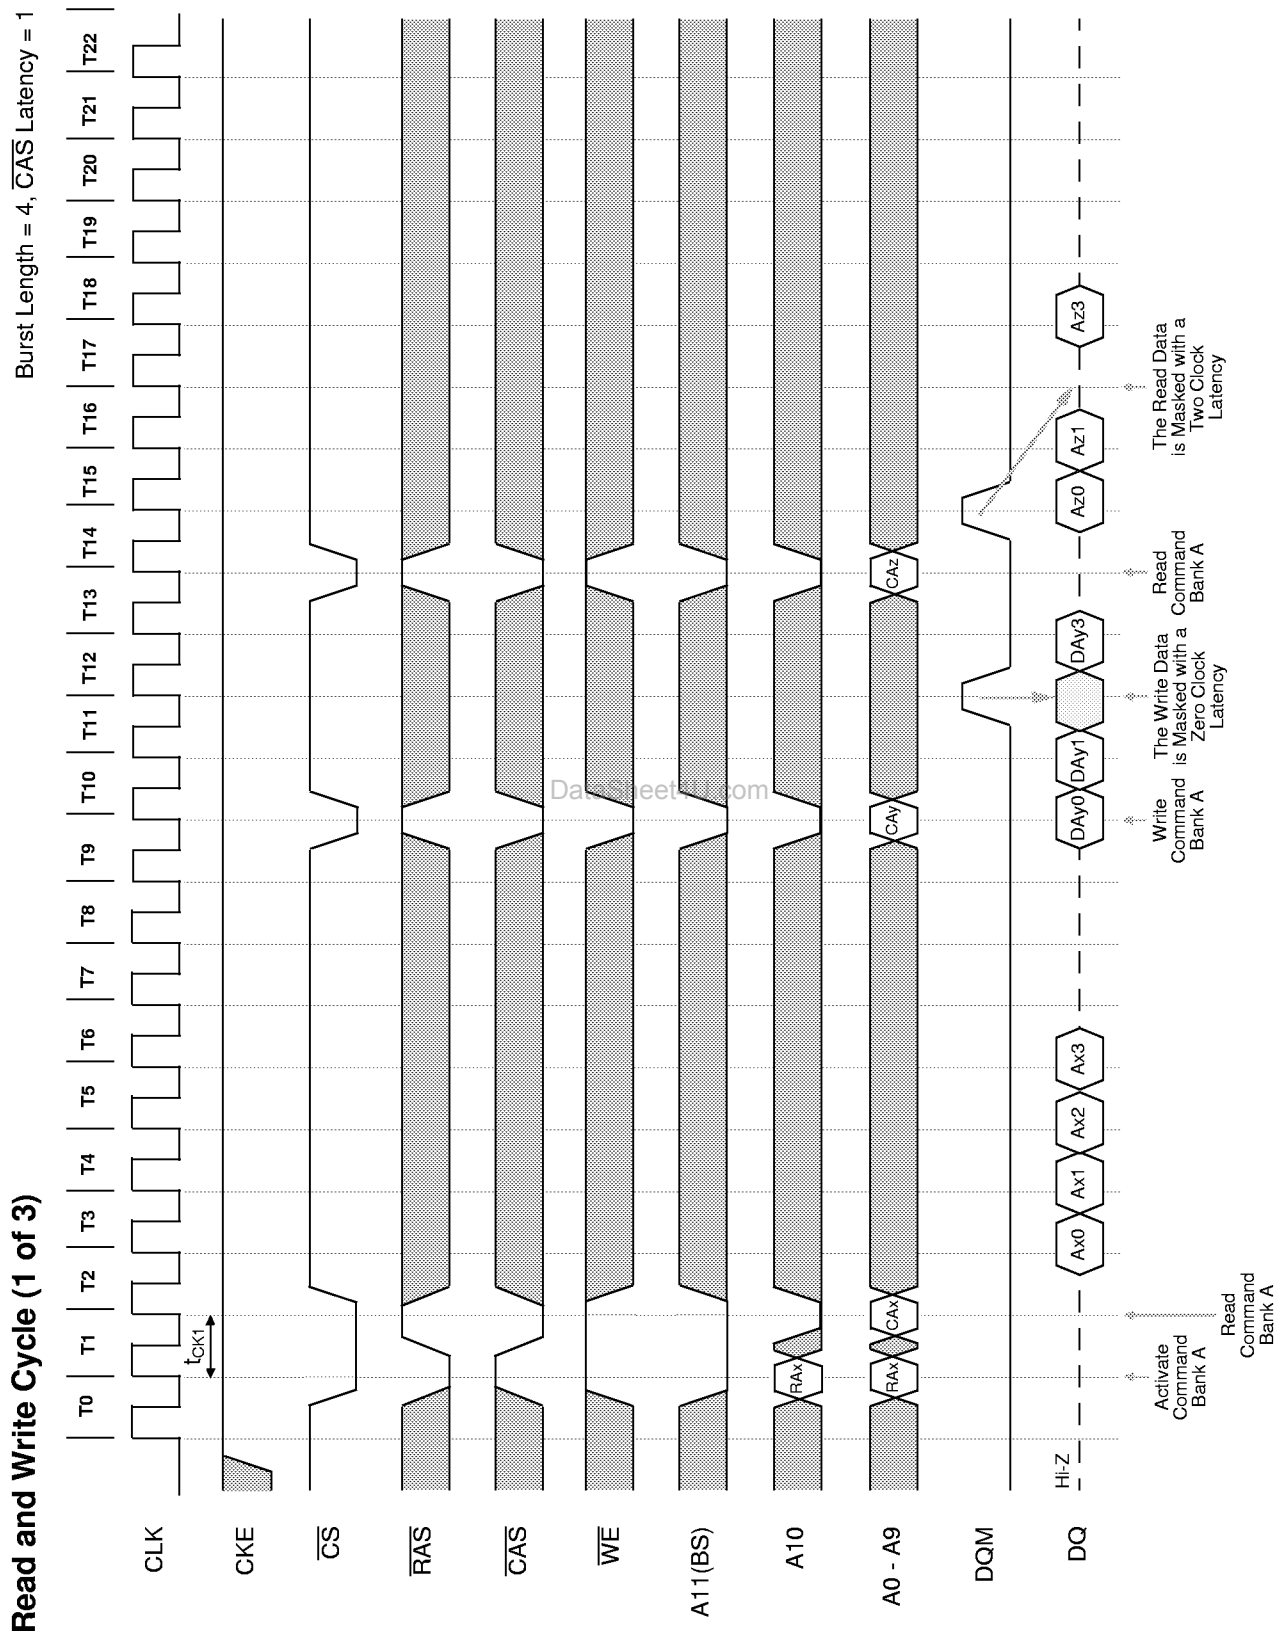 Read and Write Cycle (1 of 3)
Burst Length = 4, CAS Latency = 1
T0 T1 T2 T3 T4 T5 T6 T7 T8 T9 T10 T11 T12 T13 T14 T15 T16 T17 T18 T19 T20 T21 T22
CLK
tCK1
CKE
CS
RAS
CAS
WE
A11(BS)
A10
RAx
A0 - A9
RAx CAx CAy CAz
DQM
DQ
Hi-Z
Ax0 Ax1 Ax2 Ax3 DAy0 DAy1 DAy3 Az0 Az1 Az3
Activate
Command
Bank A
Read
Command
Bank A
Write
Command
Bank A
The Write Data
is Masked with a
Zero Clock
Latency
Read
Command
Bank A
The Read Data
is Masked with a
Two Clock
Latency
DataSheet4U.com